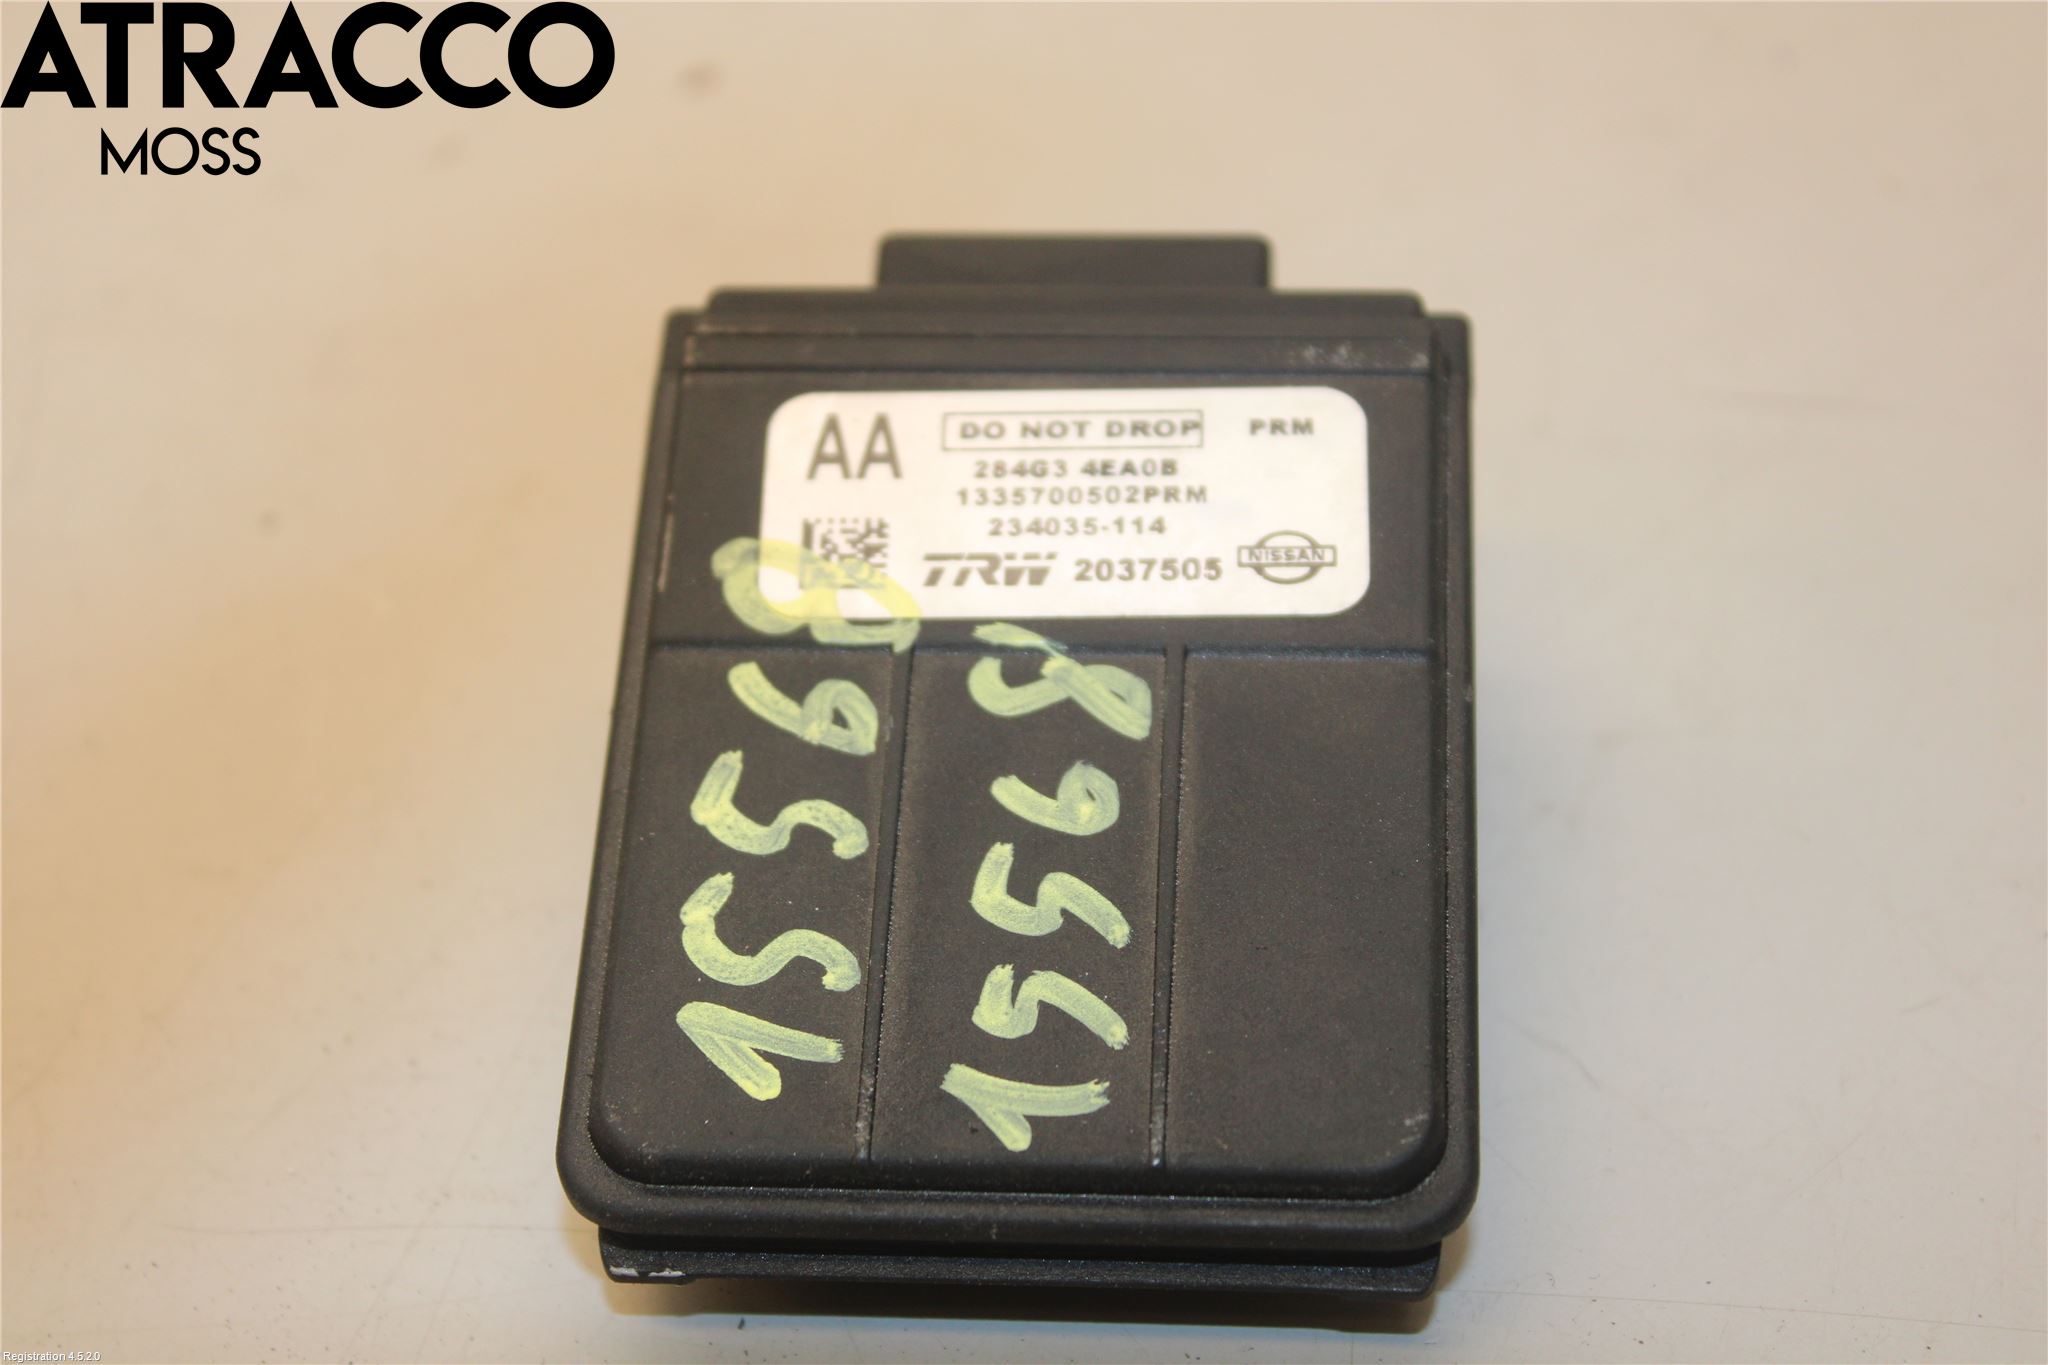 ATRACCO
MOSS
AA
DO NOT DROP
PRM
284G3 4EA0B
1335700502PRM
234035-114
TRW 2037505 NISSAN
15568
15568
Registration 4.5.2.0